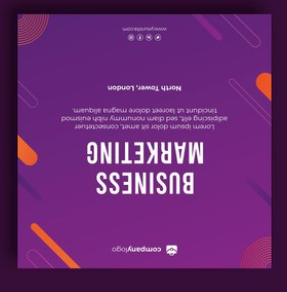 companylogo
BUSINESS
MARKETING
Lorem ipsum dolor sit amet, consectetuer
adipiscing elit, sed diam nonummy nibh euismod
tincidunt ut laoreet dolore magna aliquam.
North Tower, London
www.yoursite.com